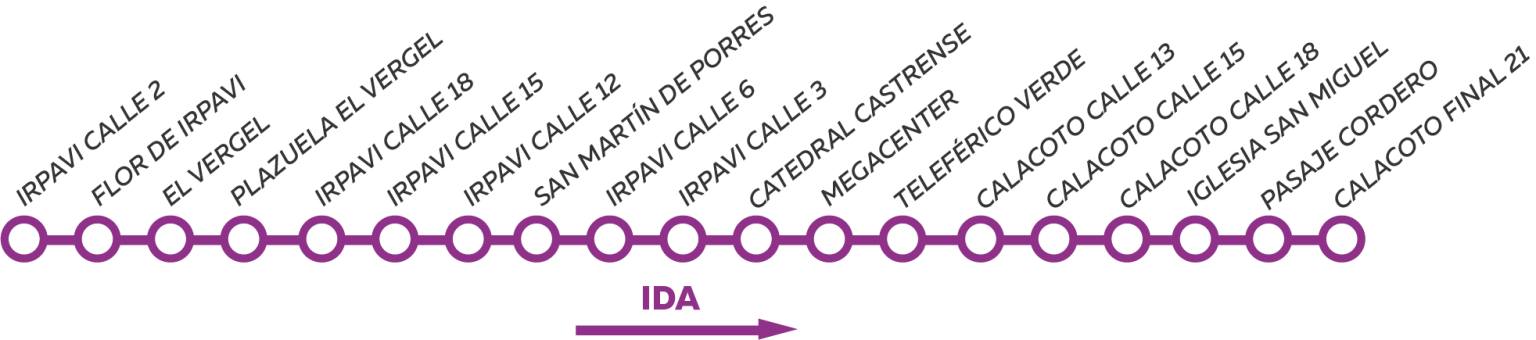 IRPAVI CALLE 2
FLOR DE IRPAVI
EL VERGEL
PLAZUELA EL VERGEL
IRPAVI CALLE 18
IRPAVI CALLE 15
IRPAVI CALLE 12
SAN MARTÍN DE PORRES
IRPAVI CALLE 6
IRPAVI CALLE 3
CATEDRAL CASTRENSE
MEGACENTER
TELEFÉRICO VERDE
CALACOTO CALLE 13
CALACOTO CALLE 15
CALACOTO CALLE 18
IGLESIA SAN MIGUEL
PASAJE CORDERO
CALACOTO FINAL 21
IDA